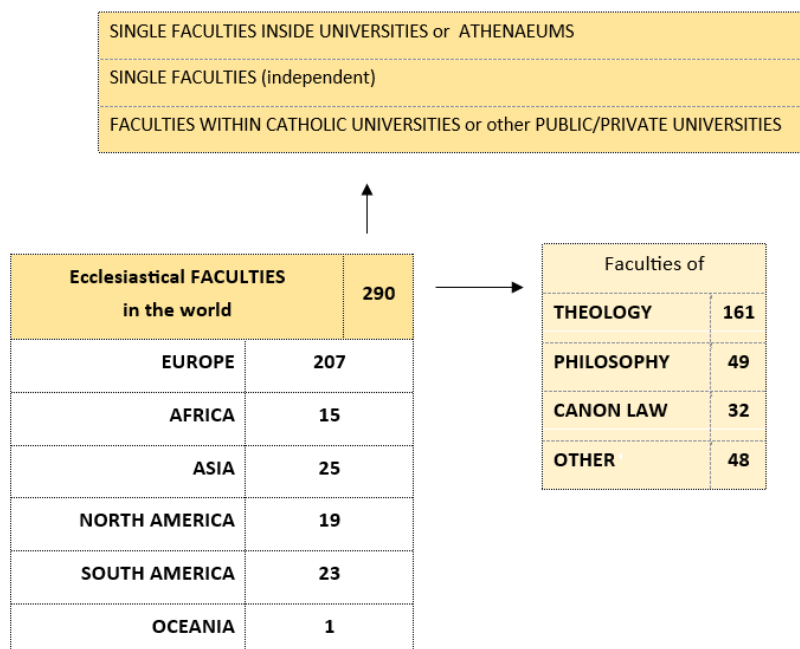 SINGLE FACULTIES INSIDE UNIVERSITIES or ATHENAEUMS
SINGLE FACULTIES (independent)
FACULTIES WITHIN CATHOLIC UNIVERSITIES or other PUBLIC/PRIVATE UNIVERSITIES
Ecclesiastical FACULTIES
in the world
290
EUROPE 207
AFRICA 15
ASIA 25
NORTH AMERICA 19
SOUTH AMERICA 23
OCEANIA 1
Faculties of
THEOLOGY 161
PHILOSOPHY 49
CANON LAW 32
OTHER 48